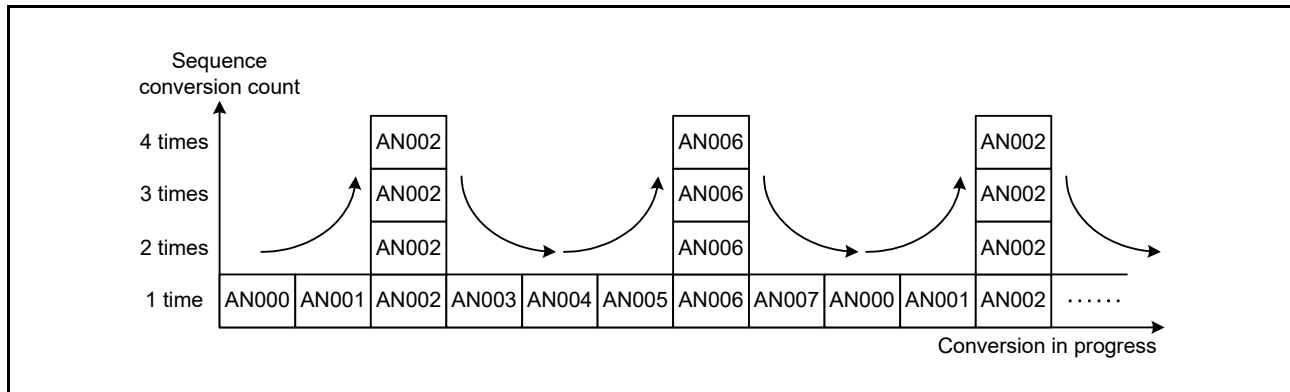 Sequence
conversion count
4 times AN002 AN006 AN002
3 times AN002 AN006 AN002
2 times AN002 AN006 AN002
1 time AN000 AN001 AN002 AN003 AN004 AN005 AN006 AN007 AN000 AN001 AN002 ······
Conversion in progress